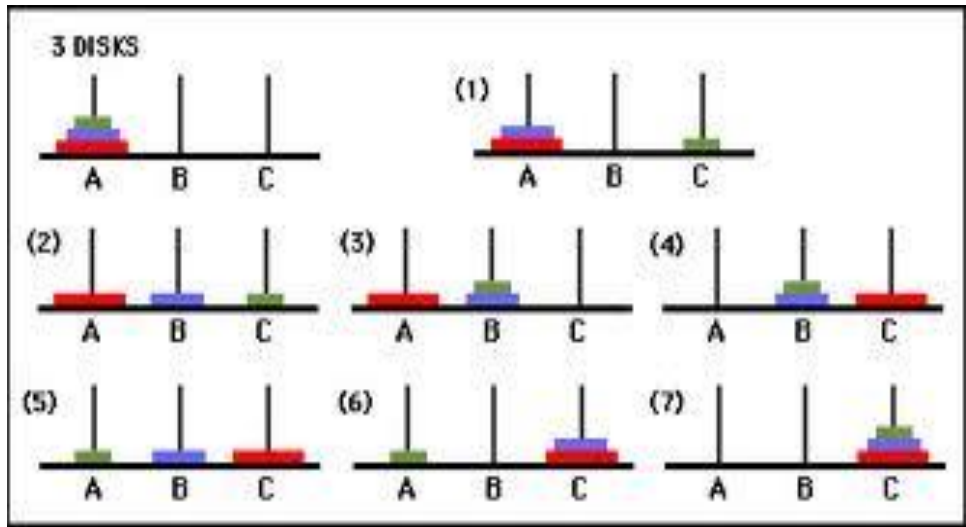 3 DISKS
A B C
(1)
A B C
(2)
A B C
(3)
A B C
(4)
A B C
(5)
A B C
(6)
A B C
(7)
A B C